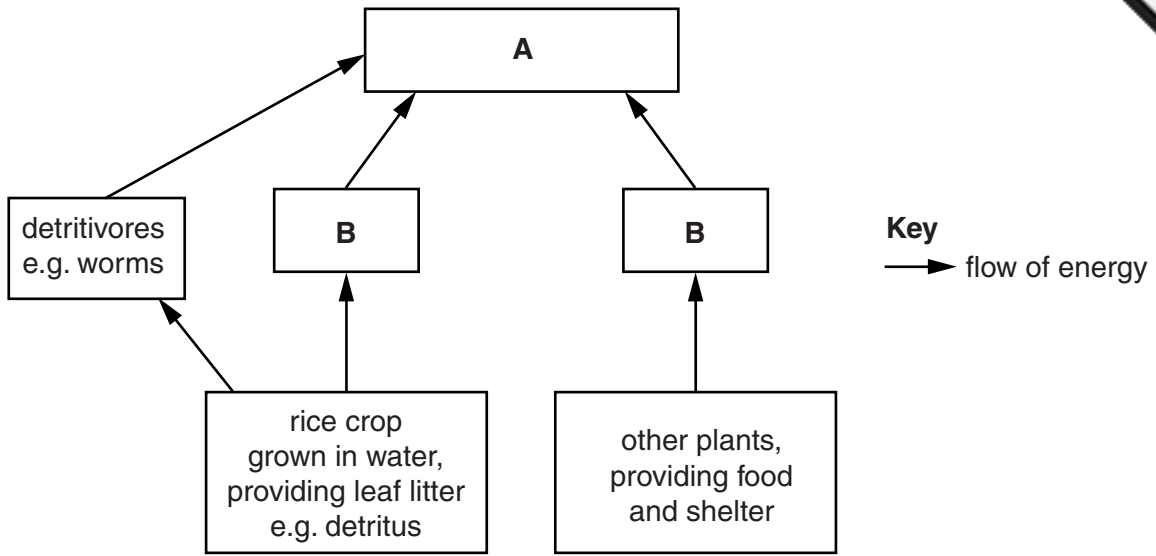 A
detritivores
e.g. worms
B
B
Key
flow of energy
rice crop
grown in water,
providing leaf litter
e.g. detritus
other plants,
providing food
and shelter